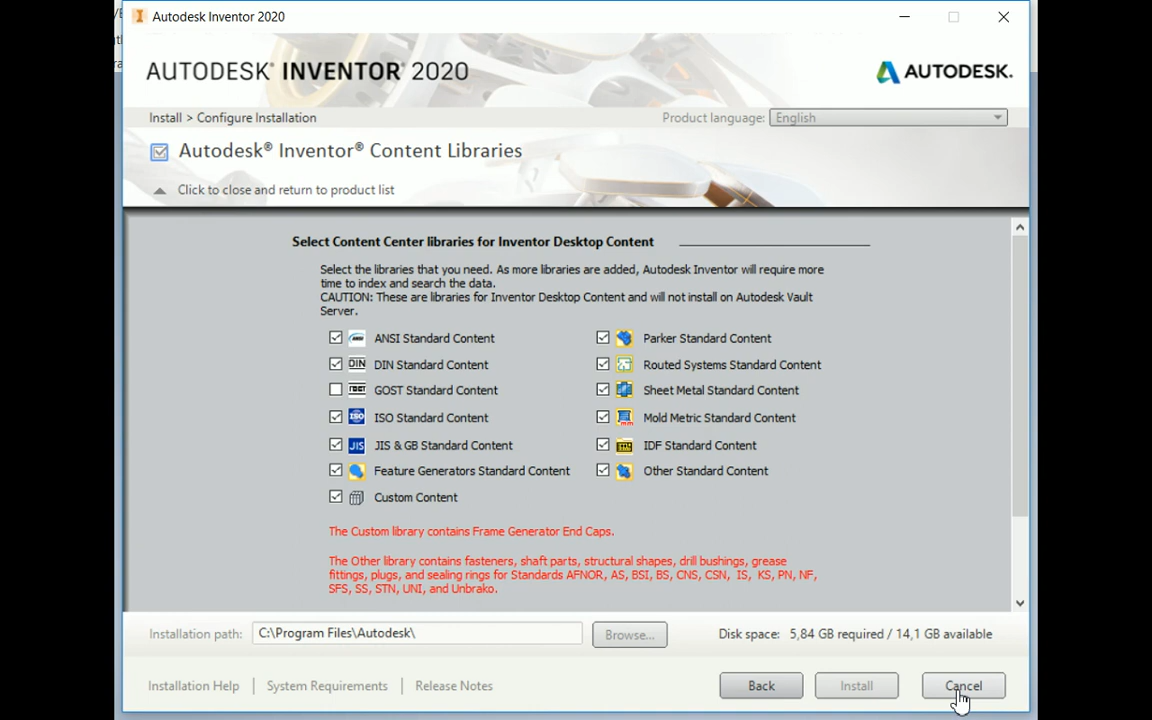 Autodesk Inventor 2020
AUTODESK® INVENTOR® 2020
AUTODESK.
Install > Configure Installation
Product language: English
Autodesk® Inventor® Content Libraries
Click to close and return to product list
Select Content Center libraries for Inventor Desktop Content
Select the libraries that you need. As more libraries are added, Autodesk Inventor will require more
time to index and search the data.
CAUTION: These are libraries for Inventor Desktop Content and will not install on Autodesk Vault
Server.
ANSI Standard Content
Parker Standard Content
DIN DIN Standard Content
Routed Systems Standard Content
GOST Standard Content
Sheet Metal Standard Content
ISO ISO Standard Content
Mold Metric Standard Content
JIS JIS & GB Standard Content
IDF Standard Content
Feature Generators Standard Content
Other Standard Content
Custom Content
The Custom library contains Frame Generator End Caps.
The Other library contains fasteners, shaft parts, structural shapes, drill bushings, grease
fittings, plugs, and sealing rings for Standards AFNOR, AS, BSI, BS, CNS, CSN, IS, KS, PN, NF,
SFS, SS, STN, UNI, and Unbrako.
Installation path: C:\Program Files\Autodesk\
Browse...
Disk space: 5,84 GB required / 14,1 GB available
Installation Help
System Requirements
Release Notes
Back
Install
Cancel